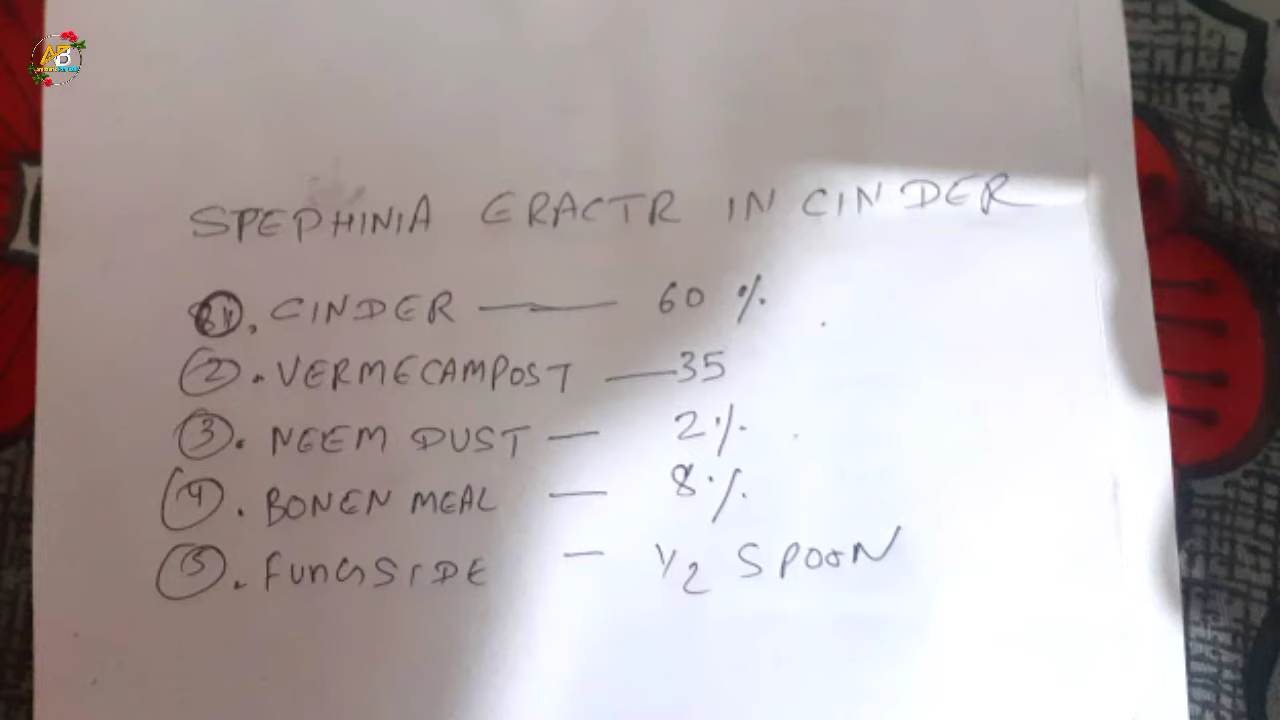 AB
SPEPHINIA ERACTR IN CINDER
1. CINDER — 60 %.
2. VERMECAMPOST — 35
3. NEEM DUST — 2%.
4. BONEN MEAL — 8%.
5. FUNGSIDE — 1/2 SPOON